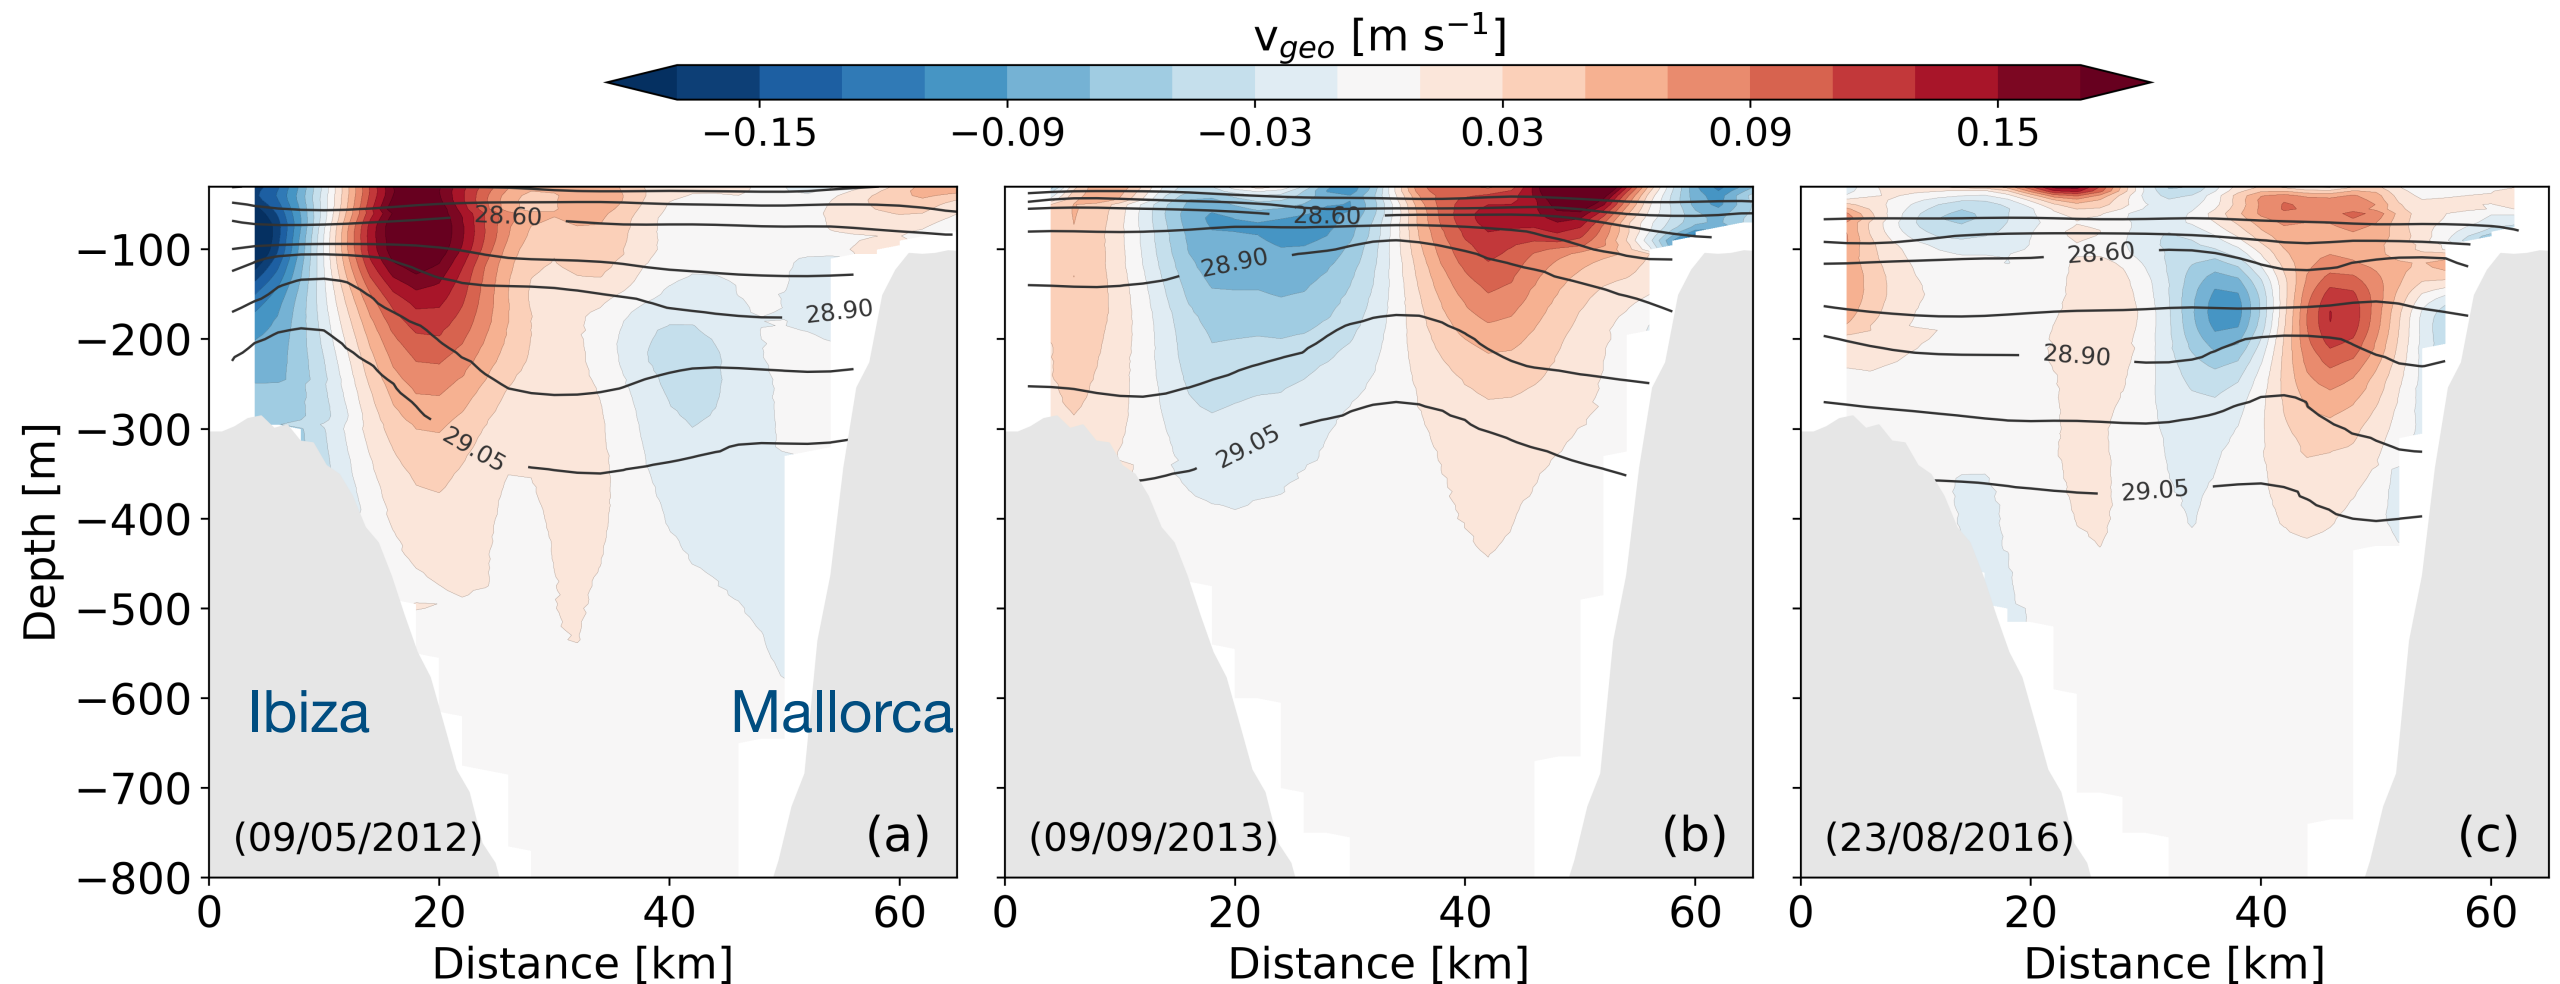 v_geo [m s⁻¹]
−0.15 −0.09 −0.03 0.03 0.09 0.15
Depth [m]
−100
−200
−300
−400
−500
−600
−700
−800
28.60
28.90
29.05
Ibiza
Mallorca
(09/05/2012)
(a)
0 20 40 60
Distance [km]
28.60
28.90
29.05
(09/09/2013)
(b)
0 20 40 60
Distance [km]
28.60
28.90
29.05
(23/08/2016)
(c)
0 20 40 60
Distance [km]